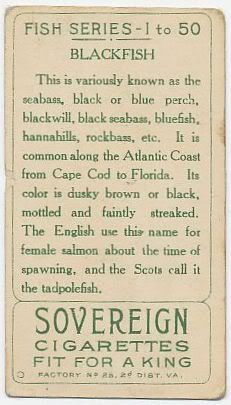 FISH SERIES-1 to 50
BLACKFISH
This is variously known as the
seabass, black or blue perch,
blackwill, black seabass, bluefish,
hannahills, rockbass, etc. It is
common along the Atlantic Coast
from Cape Cod to Florida. Its
color is dusky brown or black,
mottled and faintly streaked.
The English use this name for
female salmon about the time of
spawning, and the Scots call it
the tadpolefish.
SOVEREIGN
CIGARETTES
FIT FOR A KING
FACTORY No 25, 2d DIST. VA.